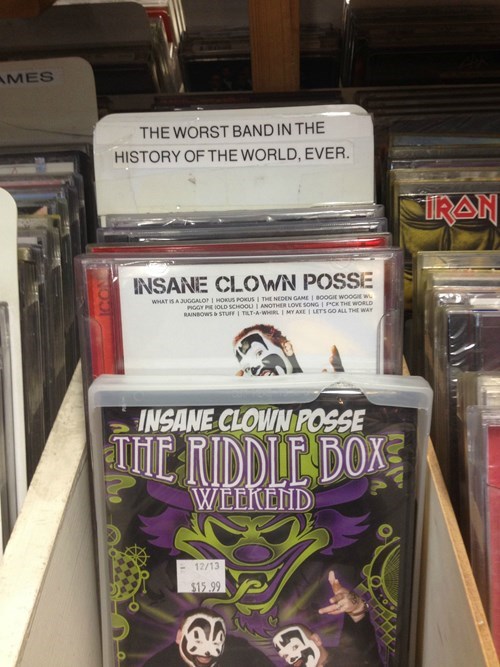 AMES
THE WORST BAND IN THE
HISTORY OF THE WORLD, EVER.
IRON
ICON
INSANE CLOWN POSSE
WHAT IS A JUGGALO? | HOKUS POKUS | THE NEDEN GAME | BOOGIE WOOGIE WU
PIGGY PIE (OLD SCHOOL) | ANOTHER LOVE SONG | F*CK THE WORLD
RAINBOWS & STUFF | TILT-A-WHIRL | MY AXE | LET'S GO ALL THE WAY
INSANE CLOWN POSSE
THE RIDDLE BOX
WEEKEND
12/13
$15.99